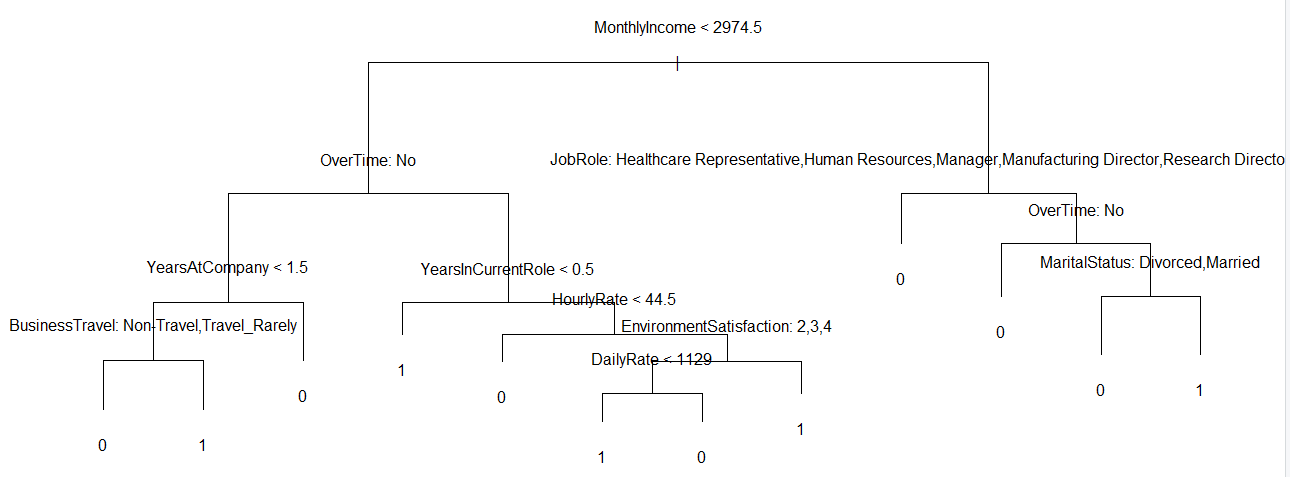 MonthlyIncome < 2974.5
OverTime: No
JobRole: Healthcare Representative,Human Resources,Manager,Manufacturing Director,Research Directo
OverTime: No
YearsAtCompany < 1.5
YearsInCurrentRole < 0.5
MaritalStatus: Divorced,Married
0
HourlyRate < 44.5
BusinessTravel: Non-Travel,Travel_Rarely
EnvironmentSatisfaction: 2,3,4
0
DailyRate < 1129
1
0
1
0
0
1
0
1
1
0